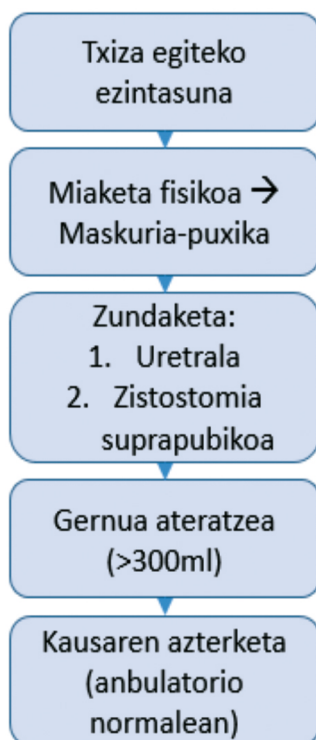 Txiza egiteko
ezintasuna
Miaketa fisikoa →
Maskuria-puxika
Zundaketa:
1. Uretrala
2. Zistostomia
suprapubikoa
Gernua ateratzea
(>300ml)
Kausaren azterketa
(anbulatorio
normalean)